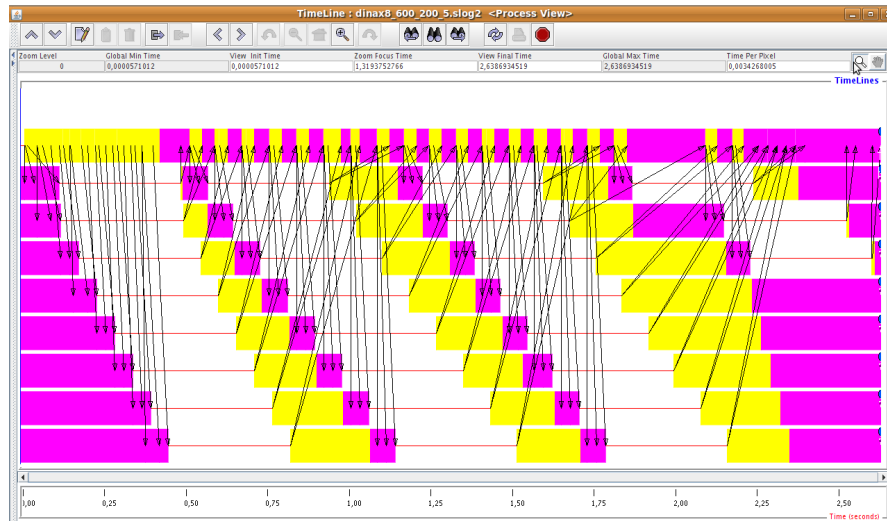 TimeLine : dinax8_600_200_5.slog2 <Process View>
Zoom Level Global Min Time View Init Time Zoom Focus Time View Final Time Global Max Time Time Per Pixel
0 0,0000571012 0,0000571012 1,3193752766 2,6386934519 2,6386934519 0,0034268005
TimeLines
0,00 0,25 0,50 0,75 1,00 1,25 1,50 1,75 2,00 2,25 2,50
Time (seconds)